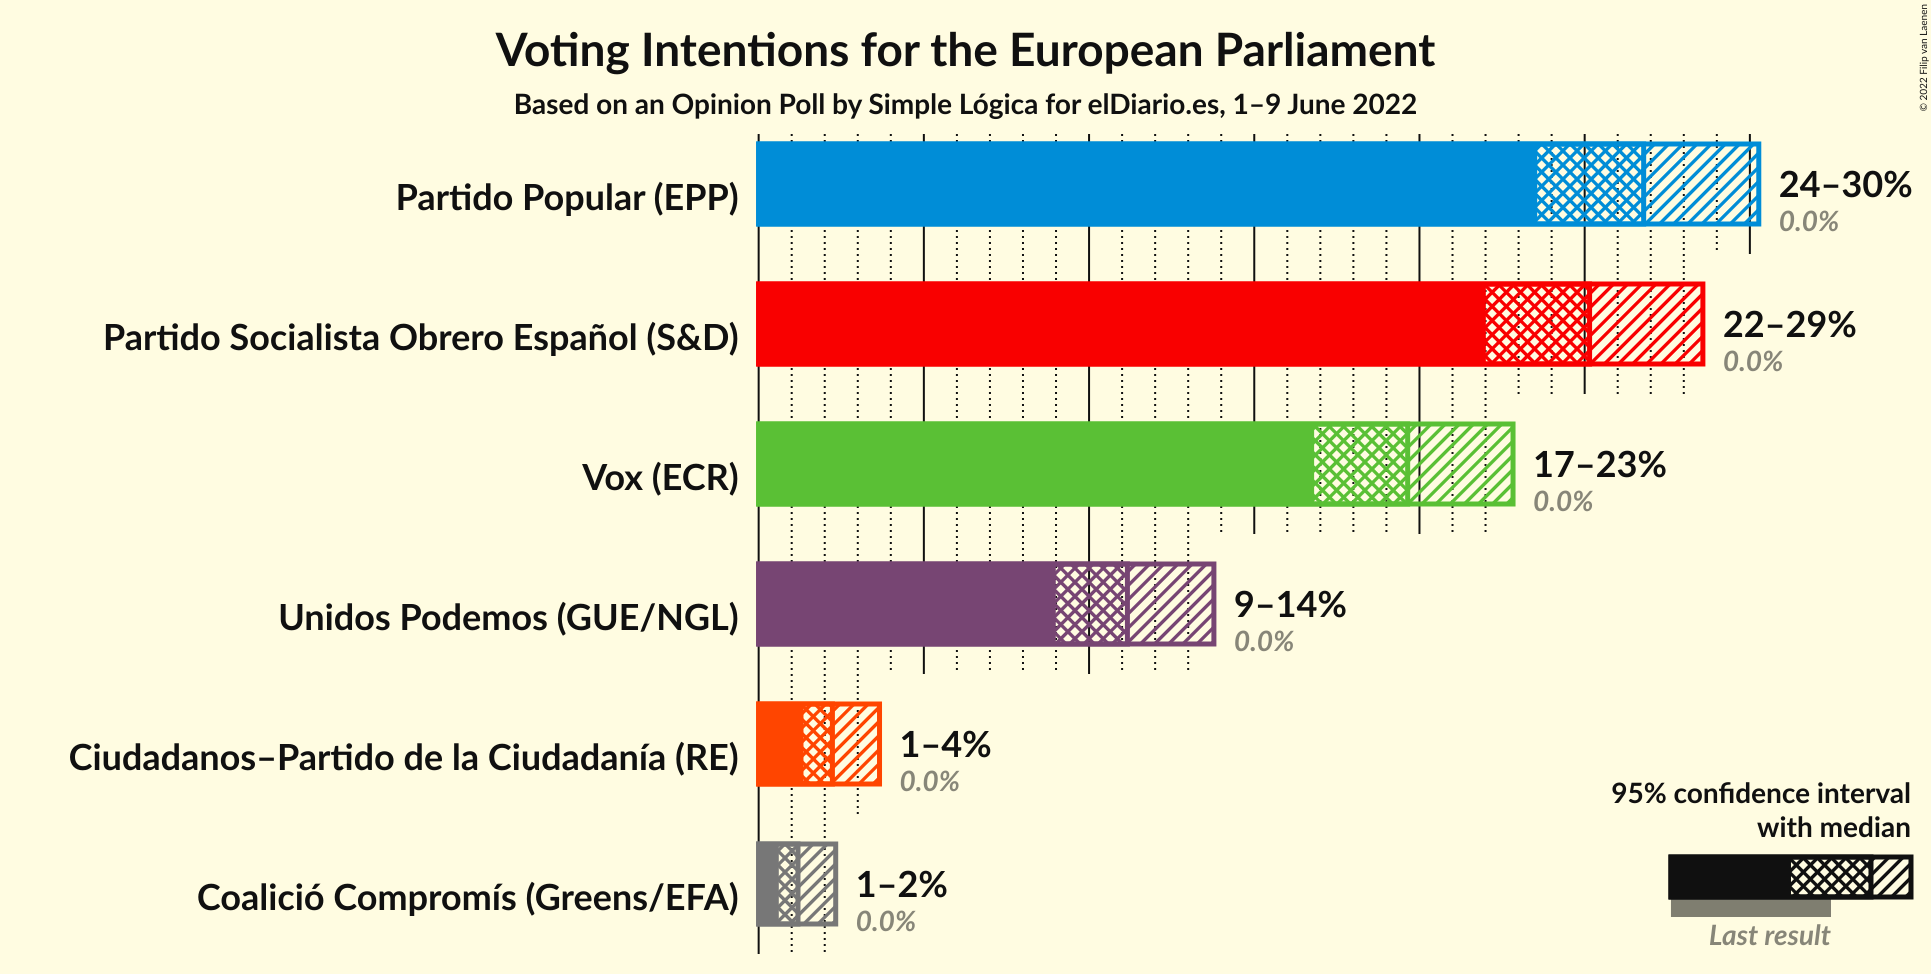 Voting Intentions for the European Parliament
Based on an Opinion Poll by Simple Lógica for elDiario.es, 1–9 June 2022
© 2022 Filip van Laenen
Partido Popular (EPP)
24–30%
0.0%
Partido Socialista Obrero Español (S&D)
22–29%
0.0%
Vox (ECR)
17–23%
0.0%
Unidos Podemos (GUE/NGL)
9–14%
0.0%
Ciudadanos–Partido de la Ciudadanía (RE)
1–4%
0.0%
Coalició Compromís (Greens/EFA)
1–2%
0.0%
95% confidence interval
with median
Last result